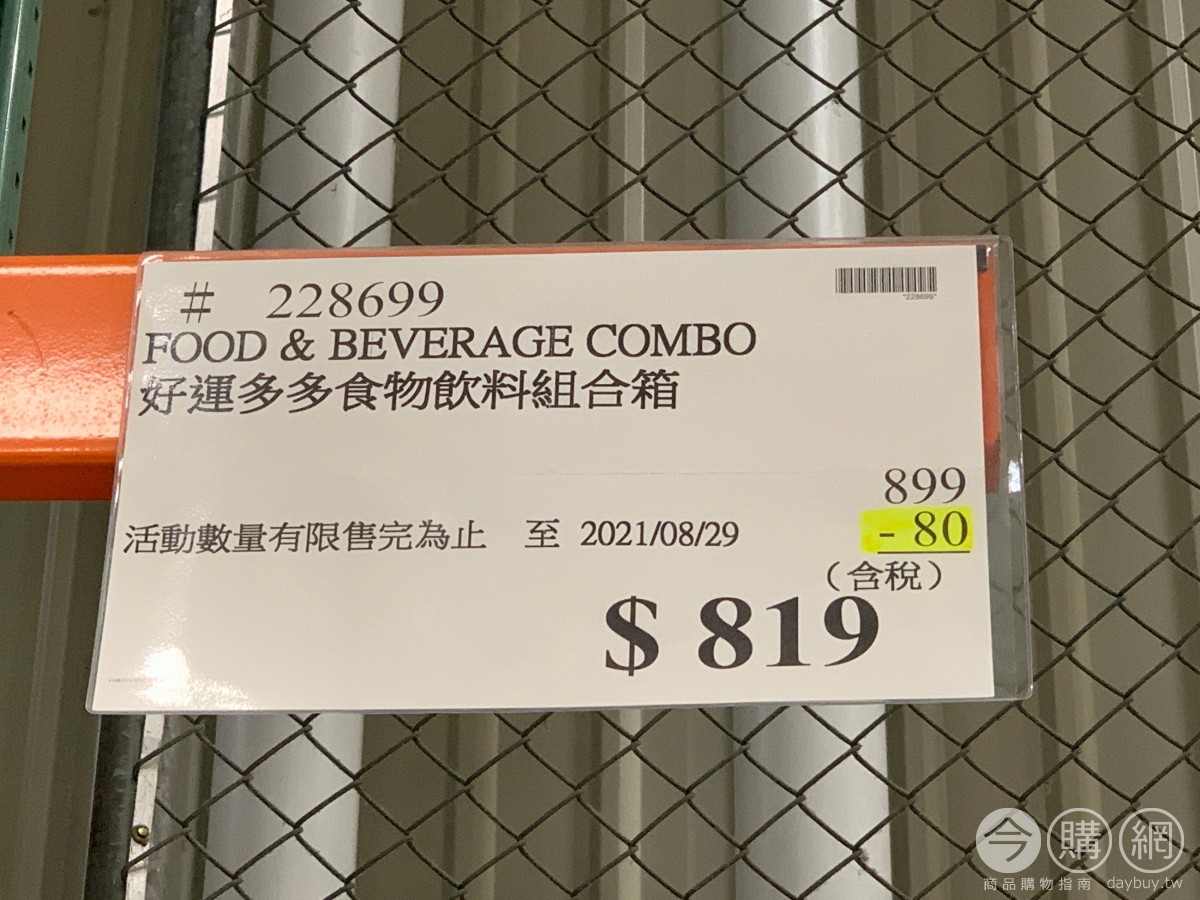 # 228699
*228699*
FOOD & BEVERAGE COMBO
好運多多食物飲料組合箱
899
活動數量有限售完為止 至 2021/08/29
- 80
(含稅)
$ 819
今購網
商品購物指南 daybuy.tw